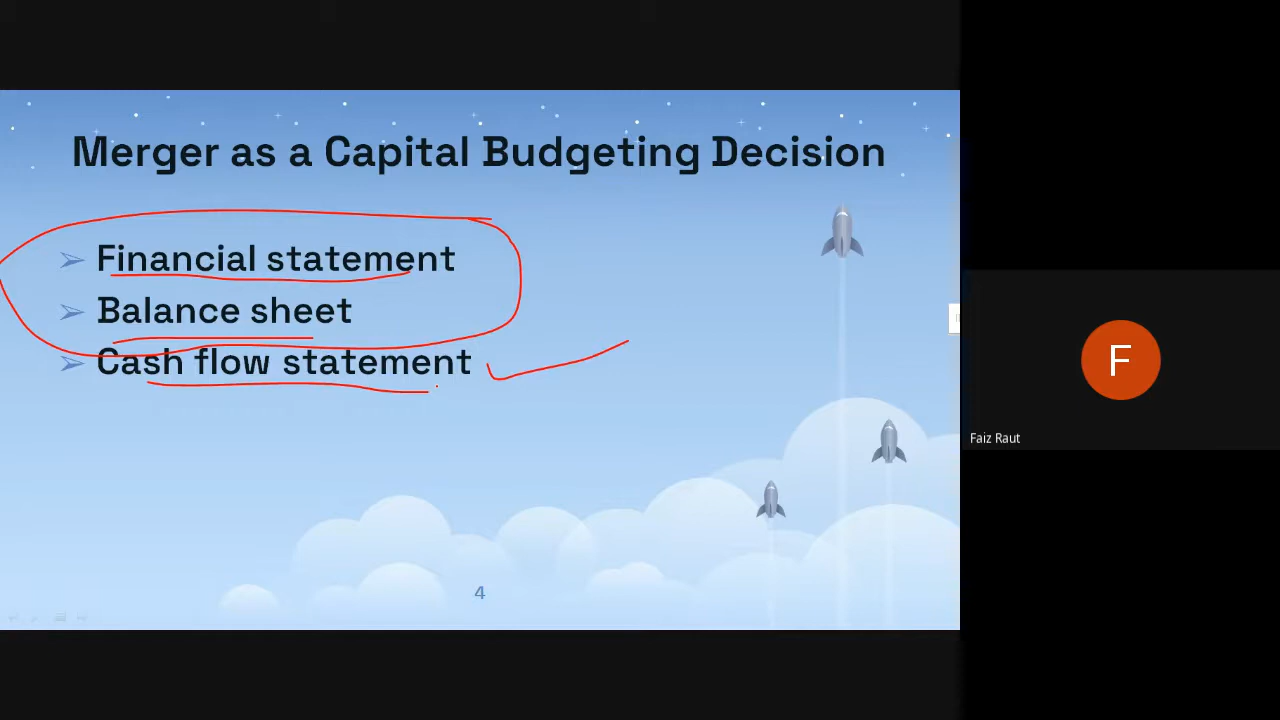 Merger as a Capital Budgeting Decision
➢ Financial statement
➢ Balance sheet
➢ Cash flow statement
4
F
Faiz Raut